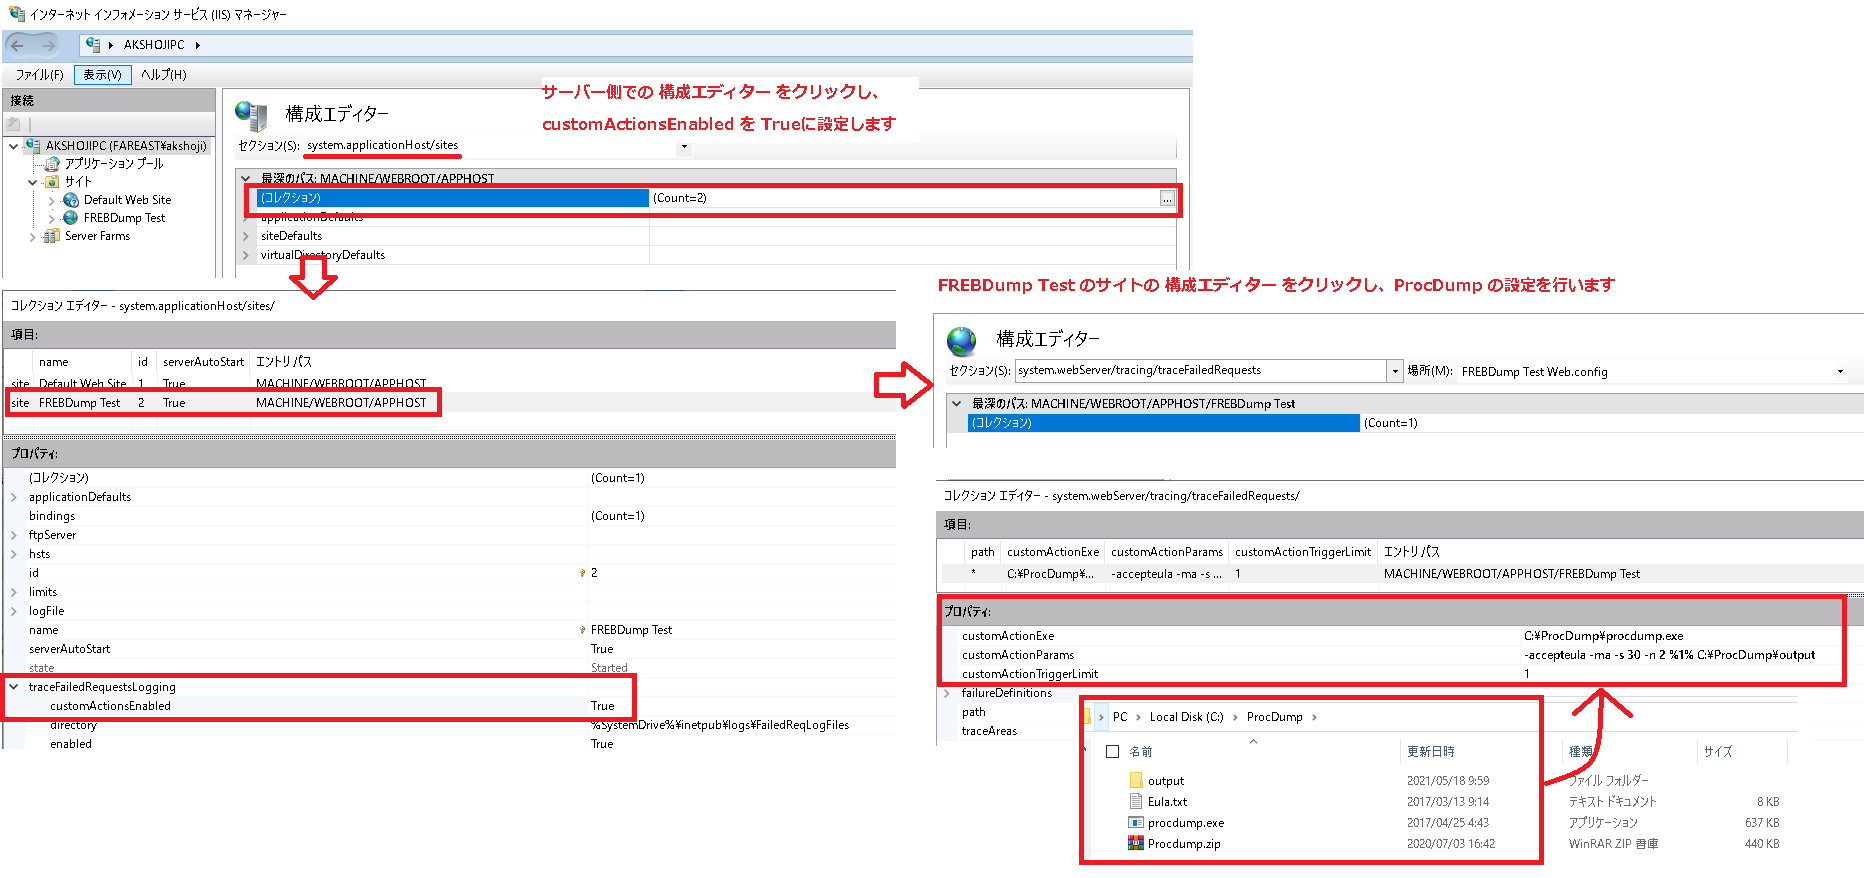 インターネット インフォメーション サービス (IIS) マネージャー
AKSHOJIPC
ファイル(F) 表示(V) ヘルプ(H)
接続
AKSHOJIPC (FAREAST¥akshoji)
アプリケーション プール
サイト
Default Web Site
FREBDump Test
Server Farms
サーバー側での 構成エディター をクリックし、
customActionsEnabled を Trueに設定します
構成エディター
セクション(S): system.applicationHost/sites
最深のパス: MACHINE/WEBROOT/APPHOST
(コレクション) (Count=2) ...
applicationDefaults
siteDefaults
virtualDirectoryDefaults
コレクション エディター - system.applicationHost/sites/
項目:
name id serverAutoStart エントリ パス
site Default Web Site 1 True MACHINE/WEBROOT/APPHOST
site FREBDump Test 2 True MACHINE/WEBROOT/APPHOST
プロパティ:
(コレクション) (Count=1)
applicationDefaults
bindings (Count=1)
ftpServer
hsts
id 2
limits
logFile
name FREBDump Test
serverAutoStart True
state Started
traceFailedRequestsLogging
customActionsEnabled True
directory %SystemDrive%¥inetpub¥logs¥FailedReqLogFiles
enabled True
FREBDump Test のサイトの 構成エディター をクリックし、ProcDump の設定を行います
構成エディター
セクション(S): system.webServer/tracing/traceFailedRequests 場所(M): FREBDump Test Web.config
最深のパス: MACHINE/WEBROOT/APPHOST/FREBDump Test
(コレクション) (Count=1)
コレクション エディター - system.webServer/tracing/traceFailedRequests/
項目:
path customActionExe customActionParams customActionTriggerLimit エントリ パス
* C:¥ProcDump¥... -accepteula -ma -s ... 1 MACHINE/WEBROOT/APPHOST/FREBDump Test
プロパティ:
customActionExe C:¥ProcDump¥procdump.exe
customActionParams -accepteula -ma -s 30 -n 2 %1% C:¥ProcDump¥output
customActionTriggerLimit 1
failureDefinitions
path
traceAreas
PC Local Disk (C:) ProcDump
名前 更新日時 種類 サイズ
output 2021/05/18 9:59 ファイル フォルダー
Eula.txt 2017/03/13 9:14 テキスト ドキュメント 8 KB
procdump.exe 2017/04/25 4:43 アプリケーション 637 KB
Procdump.zip 2020/07/03 16:42 WinRAR ZIP 書庫 440 KB